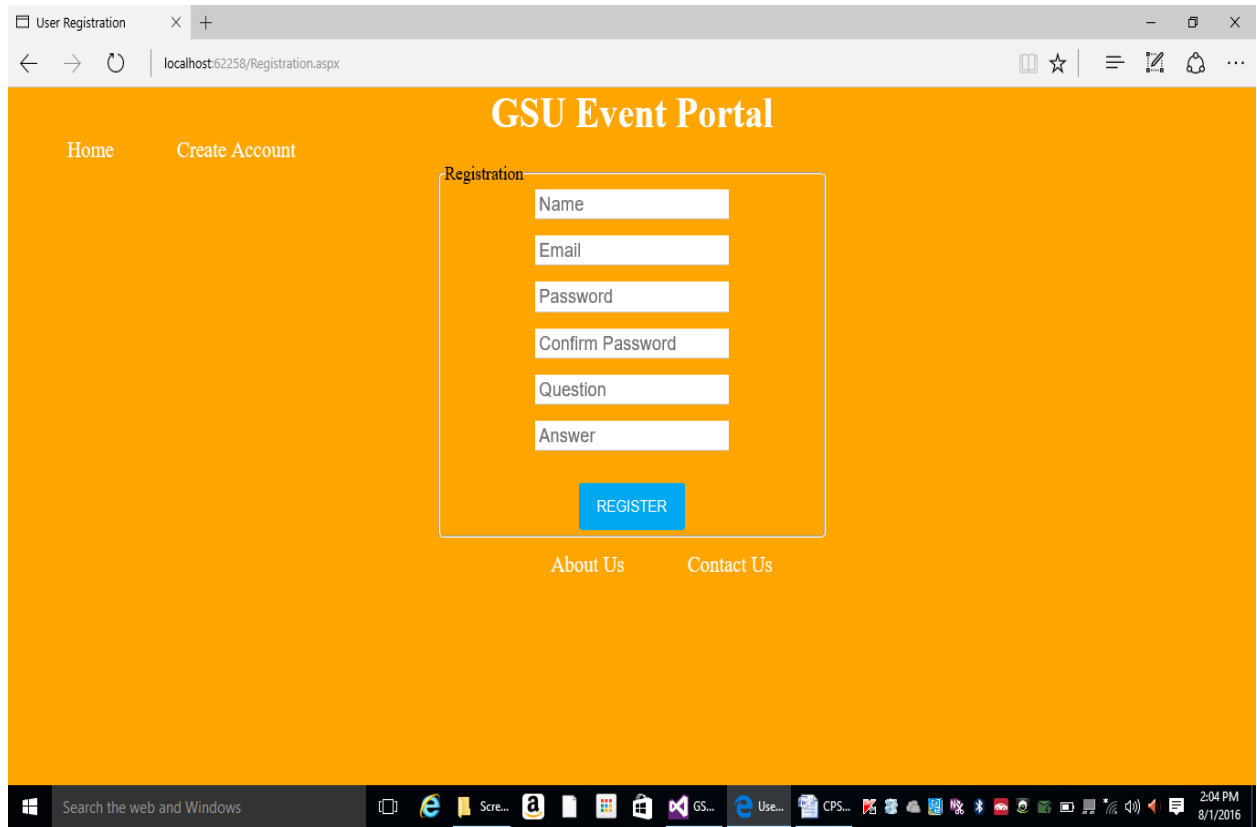 User Registration
localhost:62258/Registration.aspx
GSU Event Portal
Home Create Account
Registration
Name
Email
Password
Confirm Password
Question
Answer
REGISTER
About Us Contact Us
Search the web and Windows Scre... a GS... Use... CPS... 2:04 PM
8/1/2016